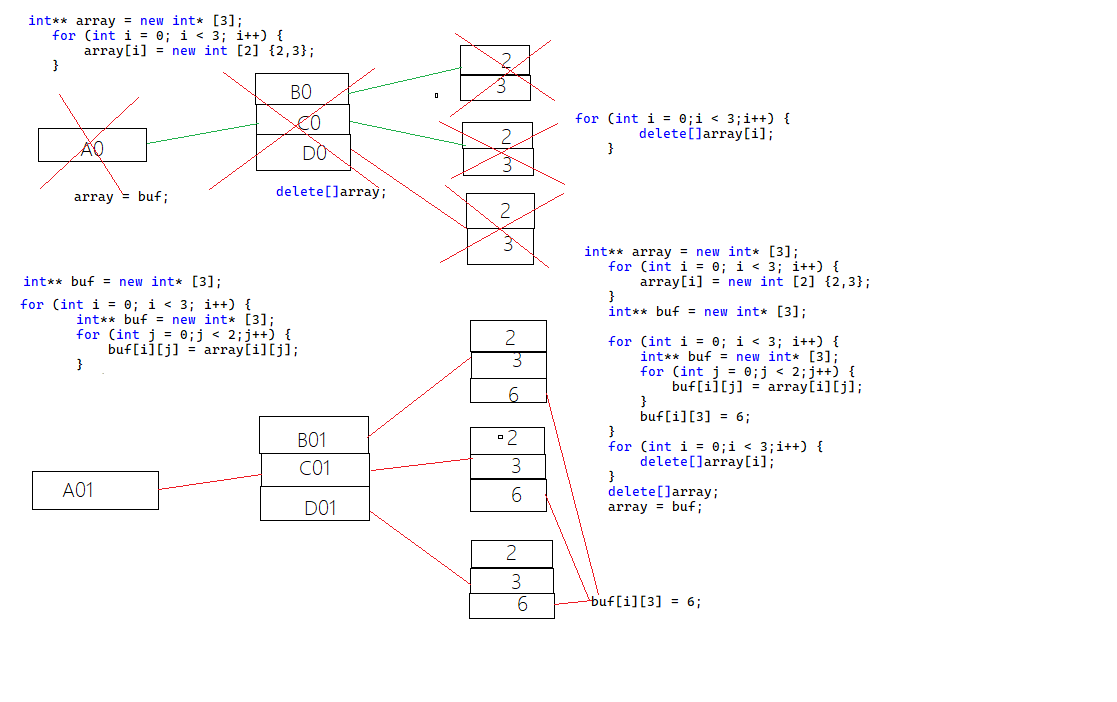 int** array = new int* [3];
for (int i = 0; i < 3; i++) {
array[i] = new int [2] {2,3};
}
A0
array = buf;
B0
C0
D0
delete[]array;
2
3
2
3
2
3
for (int i = 0;i < 3;i++) {
delete[]array[i];
}
int** buf = new int* [3];
for (int i = 0; i < 3; i++) {
int** buf = new int* [3];
for (int j = 0;j < 2;j++) {
buf[i][j] = array[i][j];
}
A01
B01
C01
D01
2
3
6
2
3
6
2
3
6
buf[i][3] = 6;
int** array = new int* [3];
for (int i = 0; i < 3; i++) {
array[i] = new int [2] {2,3};
}
int** buf = new int* [3];
for (int i = 0; i < 3; i++) {
int** buf = new int* [3];
for (int j = 0;j < 2;j++) {
buf[i][j] = array[i][j];
}
buf[i][3] = 6;
}
for (int i = 0;i < 3;i++) {
delete[]array[i];
}
delete[]array;
array = buf;